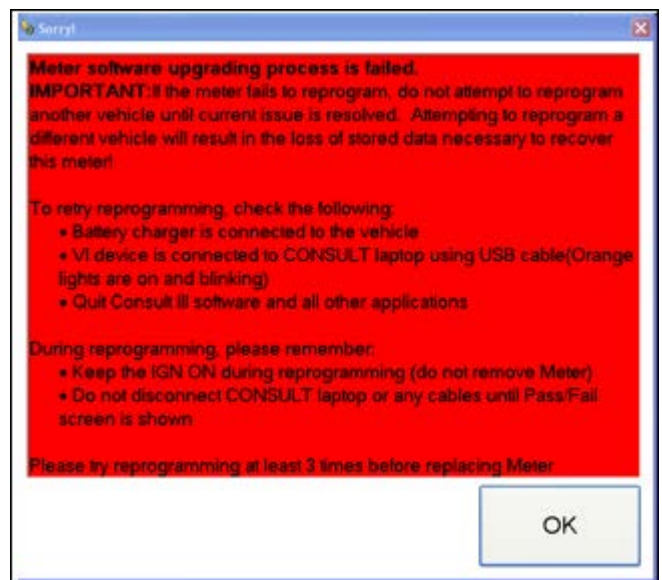 Sorry!
Meter software upgrading process is failed.
IMPORTANT:If the meter fails to reprogram, do not attempt to reprogram
another vehicle until current issue is resolved.  Attempting to reprogram a
different vehicle will result in the loss of stored data necessary to recover
this meter!
To retry reprogramming, check the following:
• Battery charger is connected to the vehicle
• VI device is connected to CONSULT laptop using USB cable(Orange
lights are on and blinking)
• Quit Consult III software and all other applications
During reprogramming, please remember:
• Keep the IGN ON during reprogramming (do not remove Meter)
• Do not disconnect CONSULT laptop or any cables until Pass/Fail
screen is shown
Please try reprogramming at least 3 times before replacing Meter
OK